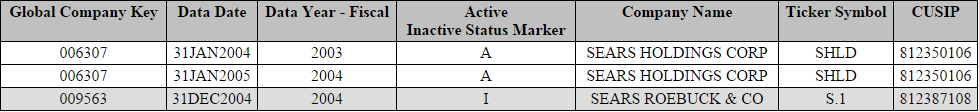 Global Company Key Data Date Data Year - Fiscal Active Inactive Status Marker Company Name Ticker Symbol CUSIP
006307 31JAN2004 2003 A SEARS HOLDINGS CORP SHLD 812350106
006307 31JAN2005 2004 A SEARS HOLDINGS CORP SHLD 812350106
009563 31DEC2004 2004 I SEARS ROEBUCK & CO S.1 812387108